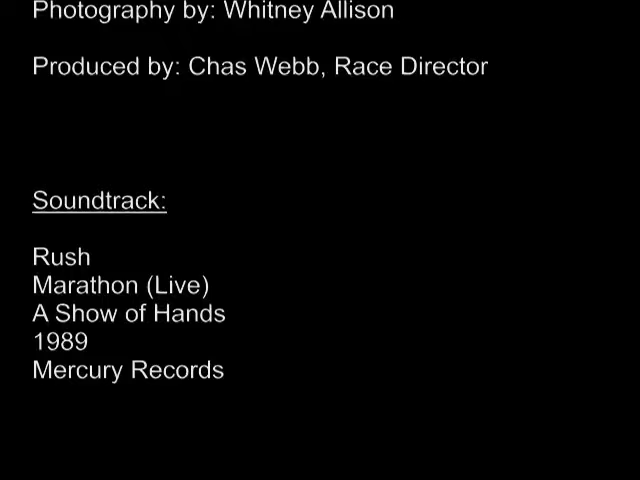 Photography by: Whitney Allison
Produced by: Chas Webb, Race Director
Soundtrack:
Rush
Marathon (Live)
A Show of Hands
1989
Mercury Records